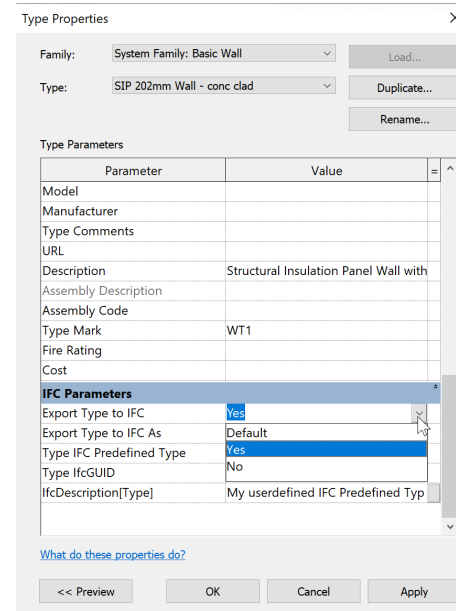 Type Properties
Family: System Family: Basic Wall Load...
Type: SIP 202mm Wall - conc clad Duplicate...
Rename...
Type Parameters
Parameter Value =
Model
Manufacturer
Type Comments
URL
Description Structural Insulation Panel Wall with
Assembly Description
Assembly Code
Type Mark WT1
Fire Rating
Cost
IFC Parameters
Export Type to IFC Yes
Export Type to IFC As Default
Type IFC Predefined Type Yes
Type IfcGUID No
IfcDescription[Type] My userdefined IFC Predefined Typ
What do these properties do?
<< Preview OK Cancel Apply